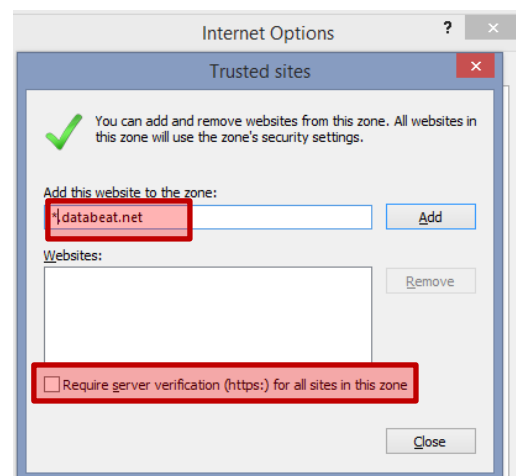 Internet Options
?
Trusted sites
You can add and remove websites from this zone. All websites in
this zone will use the zone's security settings.
Add this website to the zone:
*.databeat.net
Add
Websites:
Remove
Require server verification (https:) for all sites in this zone
Close